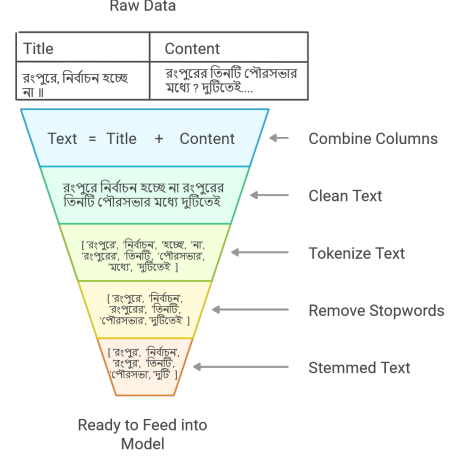 Raw Data
Title
Content
রংপুরে, নির্বাচন হচ্ছে
না ॥
রংপুরের তিনটি পৌরসভার
মধ্যে ? দুটিতেই....
Text = Title + Content
Combine Columns
রংপুরে নির্বাচন হচ্ছে না রংপুরের
তিনটি পৌরসভার মধ্যে দুটিতেই
Clean Text
[ 'রংপুরে', 'নির্বাচন', 'হচ্ছে, 'না',
'রংপুরের', 'তিনটি, 'পৌরসভার',
'মধ্যে', 'দুটিতেই' ]
Tokenize Text
[ 'রংপুরে', 'নির্বাচন',
'রংপুরের', 'তিনটি,
'পৌরসভার', 'দুটিতেই' ]
Remove Stopwords
[ 'রংপুর', 'নির্বাচন',
'রংপুর', 'তিনটি,
'পৌরসভা', 'দুটি' ]
Stemmed Text
Ready to Feed into
Model